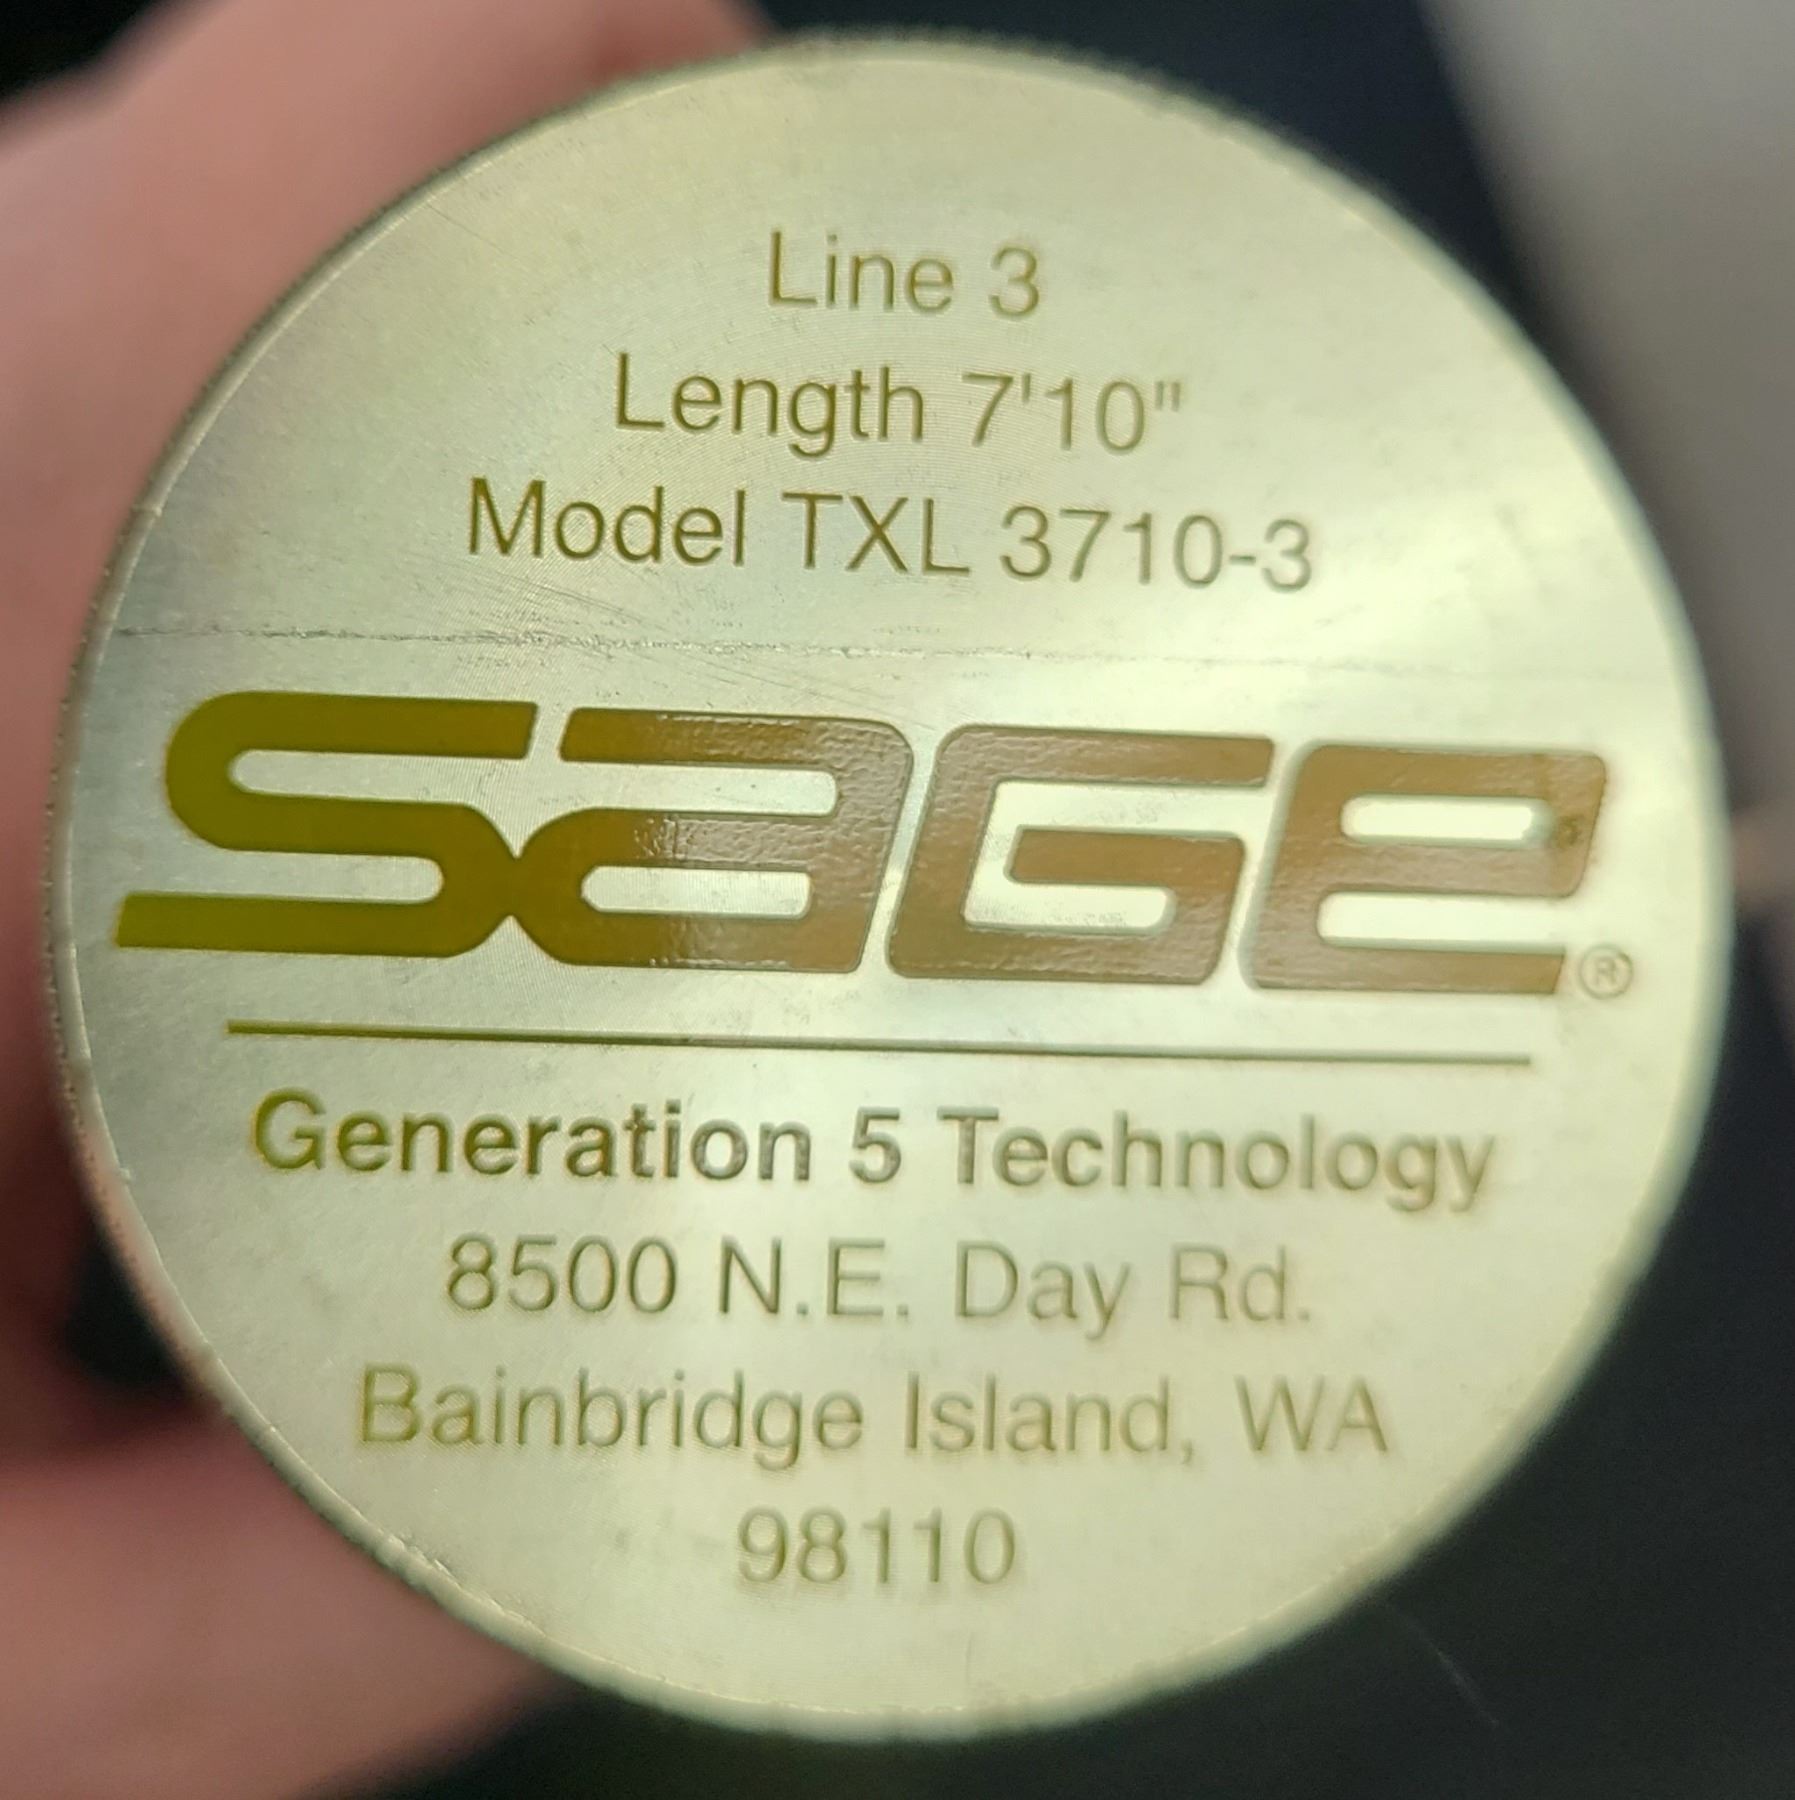 Line 3
Length 7'10"
Model TXL 3710-3
SaGe®
Generation 5 Technology
8500 N.E. Day Rd.
Bainbridge Island, WA
98110